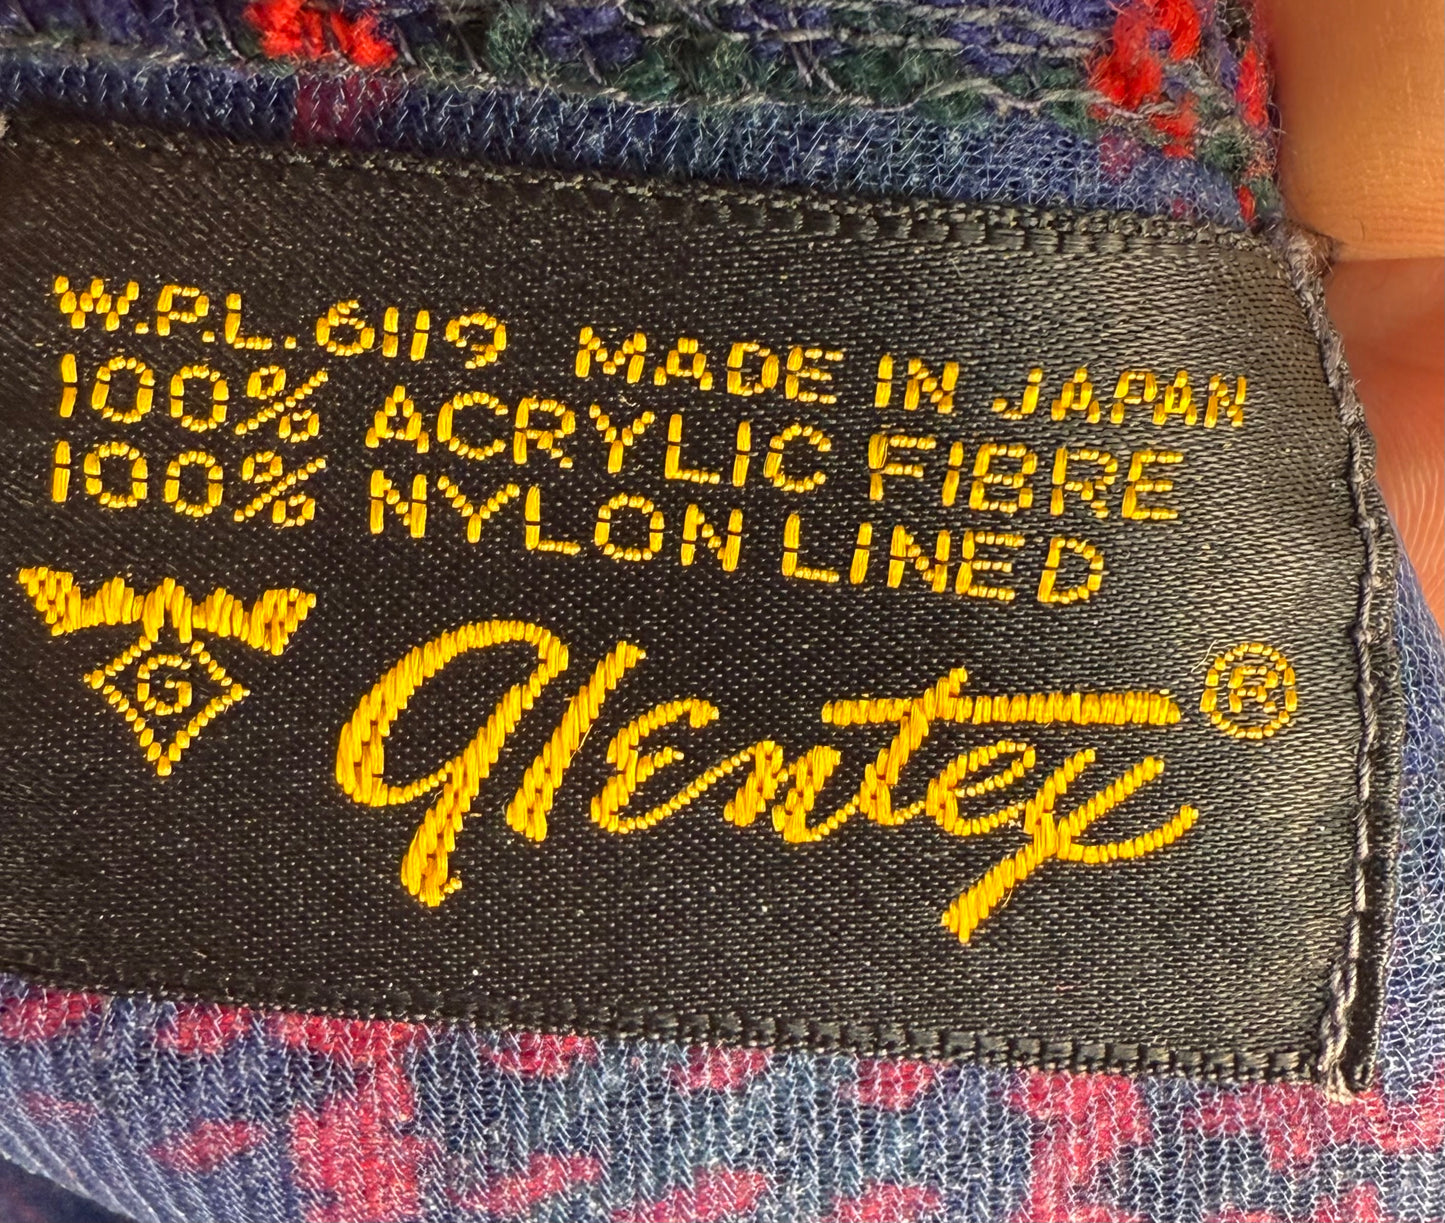 W.P.L.6119 MADE IN JAPAN
100% ACRYLIC FIBRE
100% NYLON LINED
G
Glentex ®